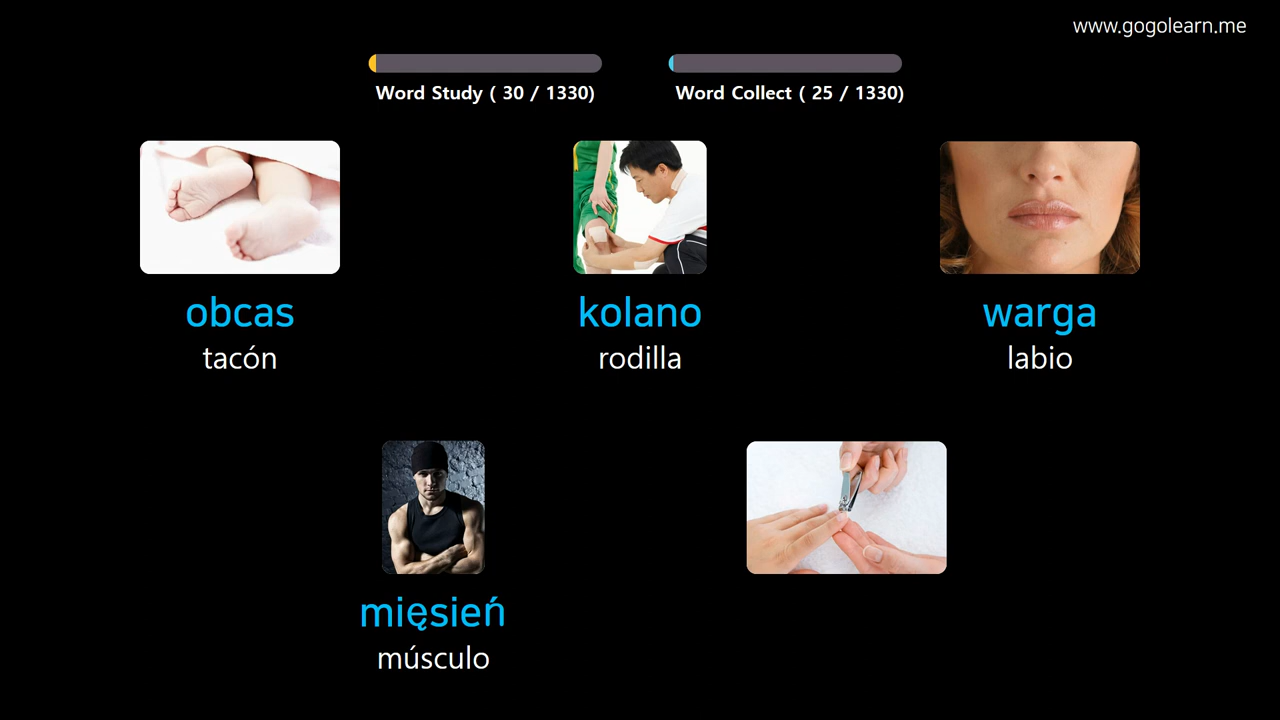 www.gogolearn.me
Word Study ( 30 / 1330)
Word Collect ( 25 / 1330)
obcas
tacón
kolano
rodilla
warga
labio
mięsień
músculo